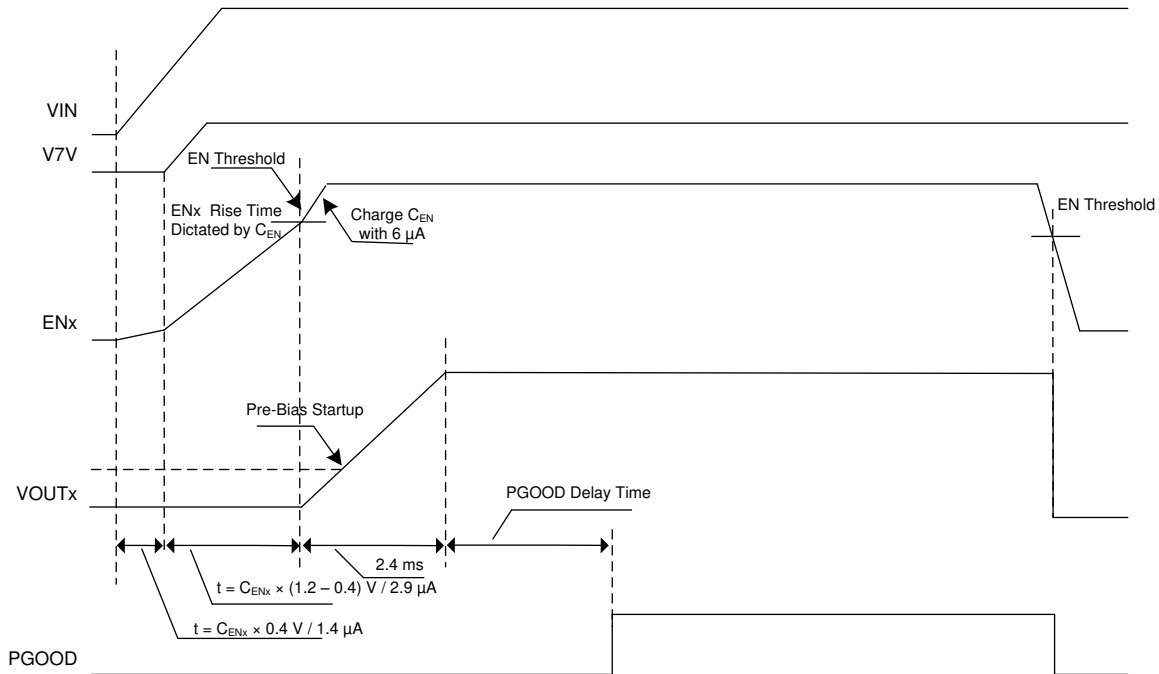 VIN
V7V
EN Threshold
ENx Rise Time
Dictated by CEN
Charge CEN
with 6 µA
EN Threshold
ENx
Pre-Bias Startup
VOUTx
PGOOD Delay Time
2.4 ms
t = CENx × (1.2 – 0.4) V / 2.9 µA
t = CENx × 0.4 V / 1.4 µA
PGOOD